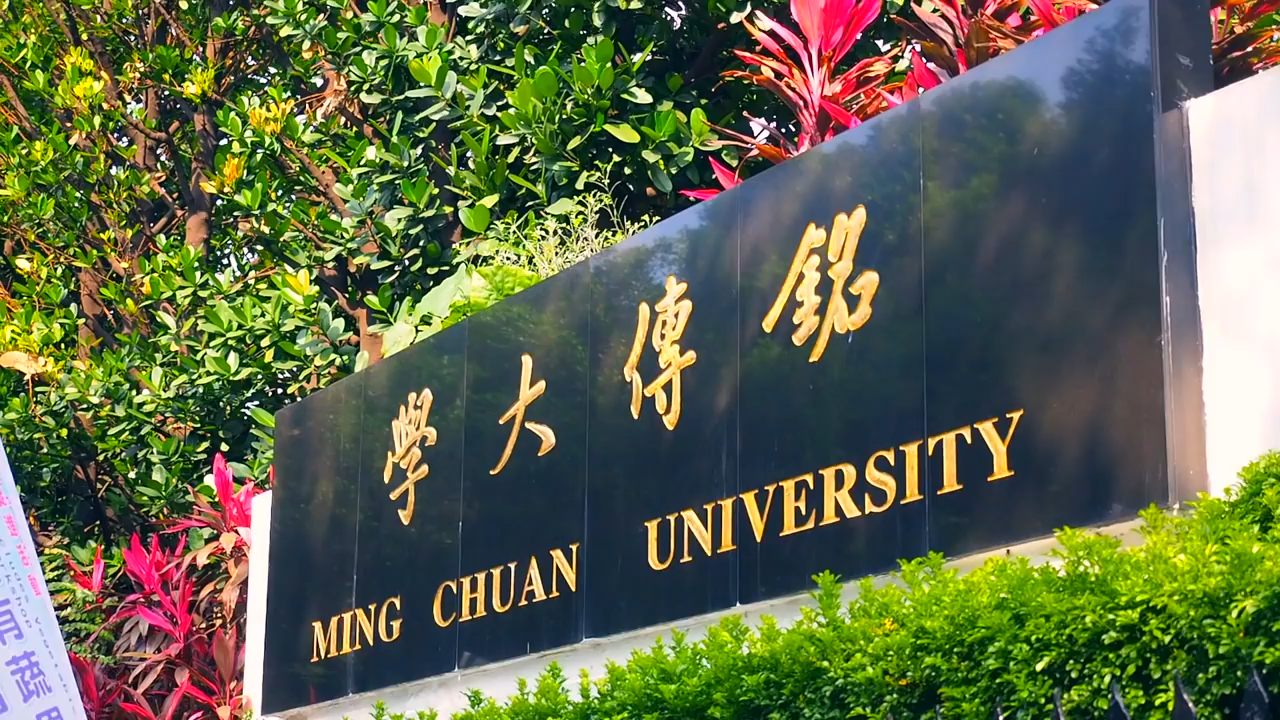 銘傳大學
MING CHUAN UNIVERSITY